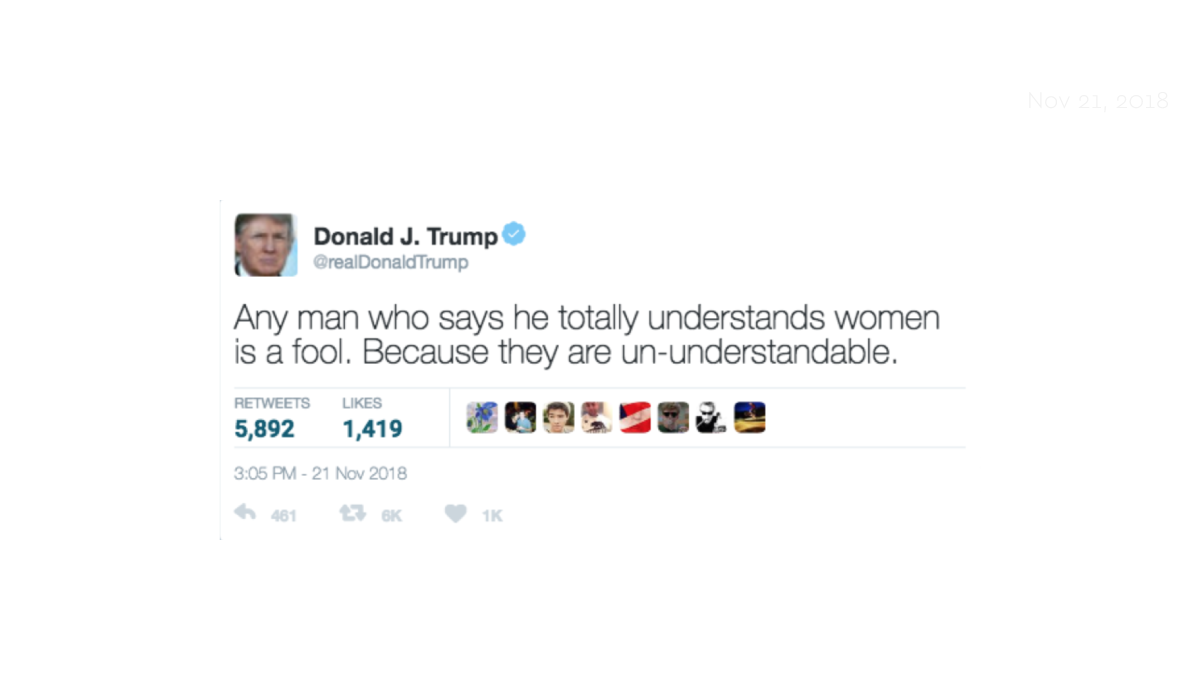 Nov 21, 2018
Donald J. Trump
@realDonaldTrump
Any man who says he totally understands women
is a fool. Because they are un-understandable.
RETWEETS LIKES
5,892 1,419
3:05 PM - 21 Nov 2018
461 6K 1K